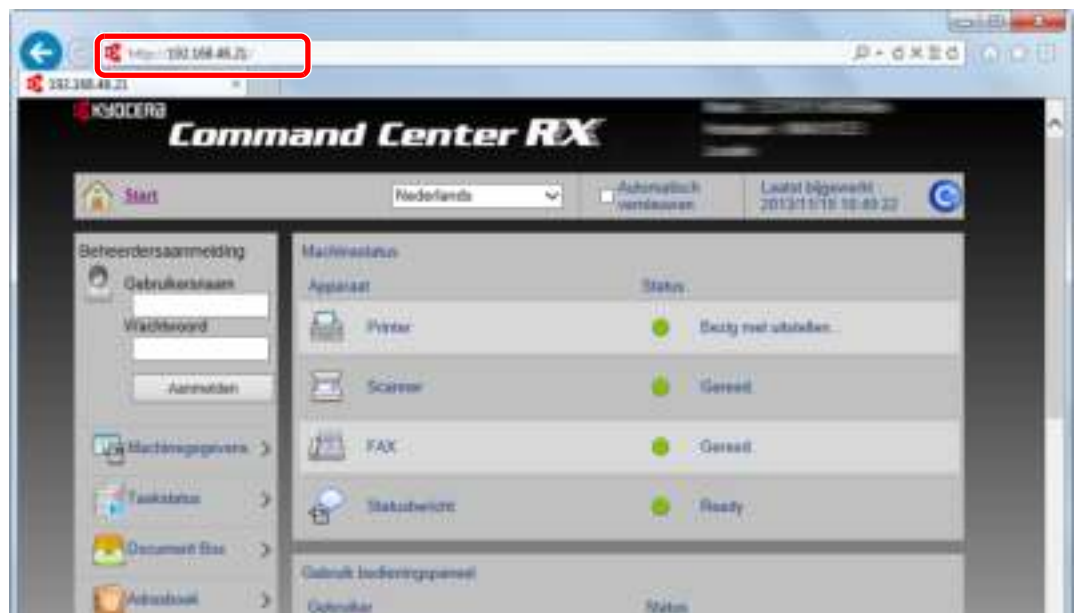 http://192.168.48.21/
192.168.48.21
KYOCERA
Command Center RX
Start
Nederlands
Automatisch
vernieuwen
Laatst bijgewerkt
Beheerdersaanmelding
Gebruikersnaam
Wachtwoord
Aanmelden
Machinegegevens
Taakstatus
Document Box
Adresboek
Machinestatus
Apparaat Status
Printer Bezig met uitstellen...
Scanner Gereed.
FAX Gereed.
Statusbericht Ready
Gebruik bedieningspaneel
Gebruiker Status